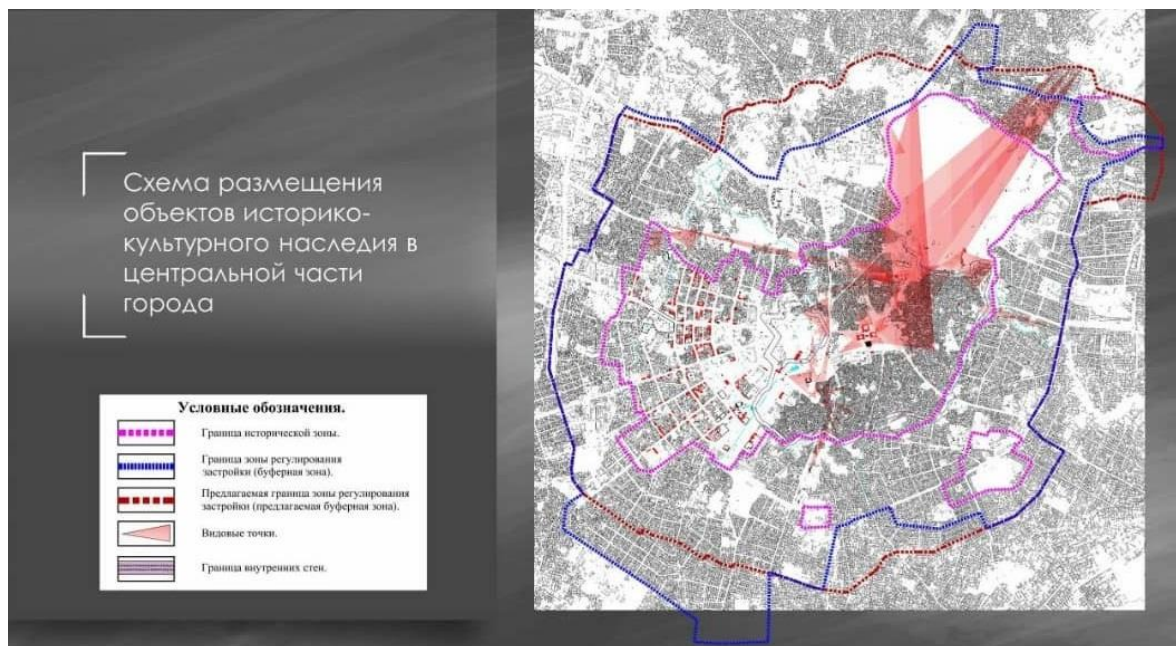 Схема размещения
объектов историко-
культурного наследия в
центральной части
города
Условные обозначения.
Граница исторической зоны.
Граница зоны регулирования
застройки (буферная зона).
Предлагаемая граница зоны регулирования
застройки (предлагаемая буферная зона).
Видовые точки.
Граница внутренних стен.